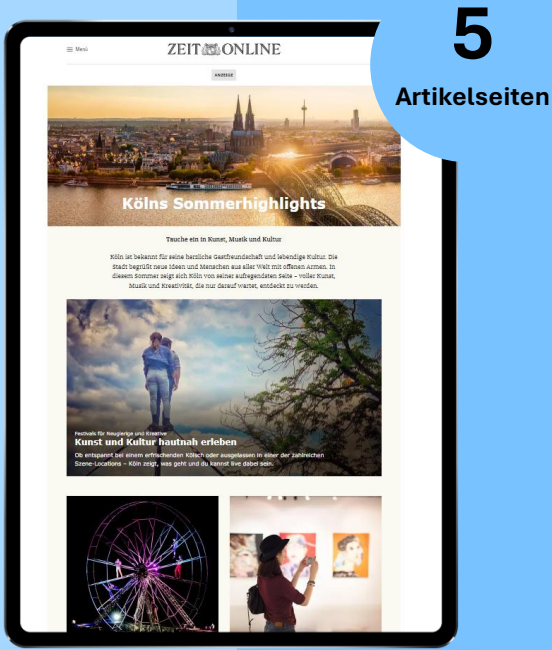 5
Artikelseiten
Menü
ZEIT ONLINE
ANZEIGE
Kölns Sommerhighlights
Tauche ein in Kunst, Musik und Kultur
Köln ist bekannt für seine herzliche Gastfreundschaft und lebendige Kultur. Die
Stadt begrüßt neue Ideen und Menschen aus aller Welt mit offenen Armen. In
diesem Sommer zeigt sich Köln von seiner aufregendsten Seite – voller Kunst,
Musik und Kreativität, die nur darauf wartet, entdeckt zu werden.
Festivals für Neugierige und Kreative
Kunst und Kultur hautnah erleben
Ob entspannt bei einem erfrischenden Kölsch oder ausgelassen in einer der zahlreichen
Szene-Locations – Köln zeigt, was geht und du kannst live dabei sein.